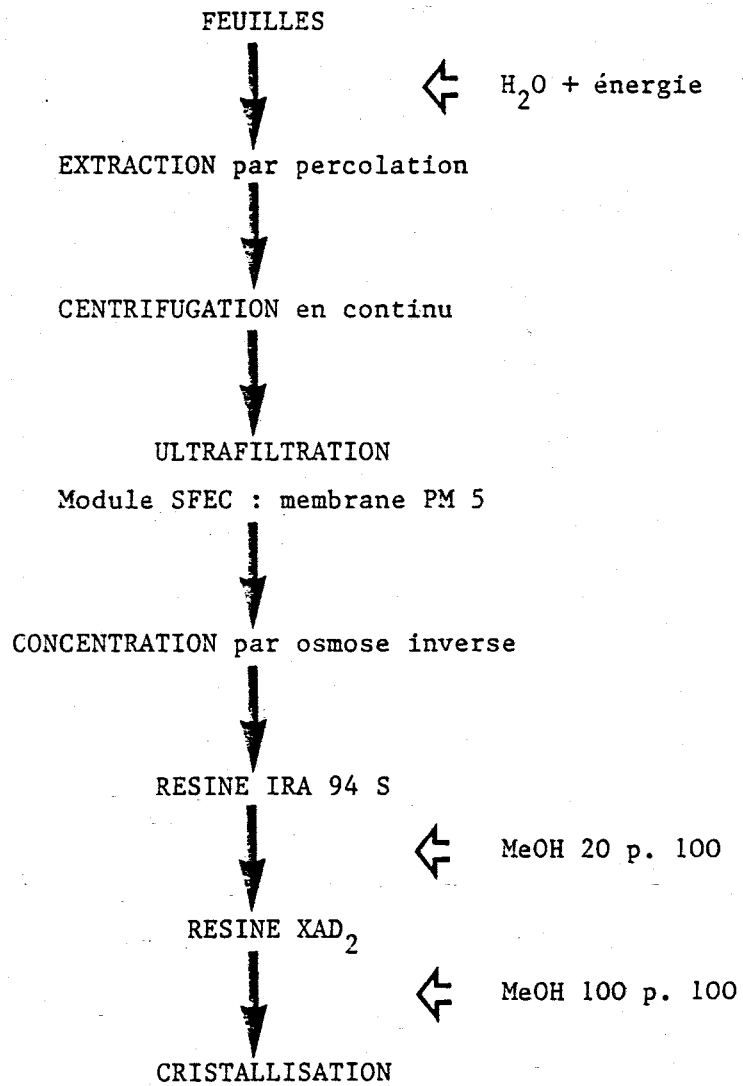 FEUILLES
H₂O + énergie
EXTRACTION par percolation
CENTRIFUGATION en continu
ULTRAFILTRATION
Module SFEC : membrane PM 5
CONCENTRATION par osmose inverse
RESINE IRA 94 S
MeOH 20 p. 100
RESINE XAD₂
MeOH 100 p. 100
CRISTALLISATION